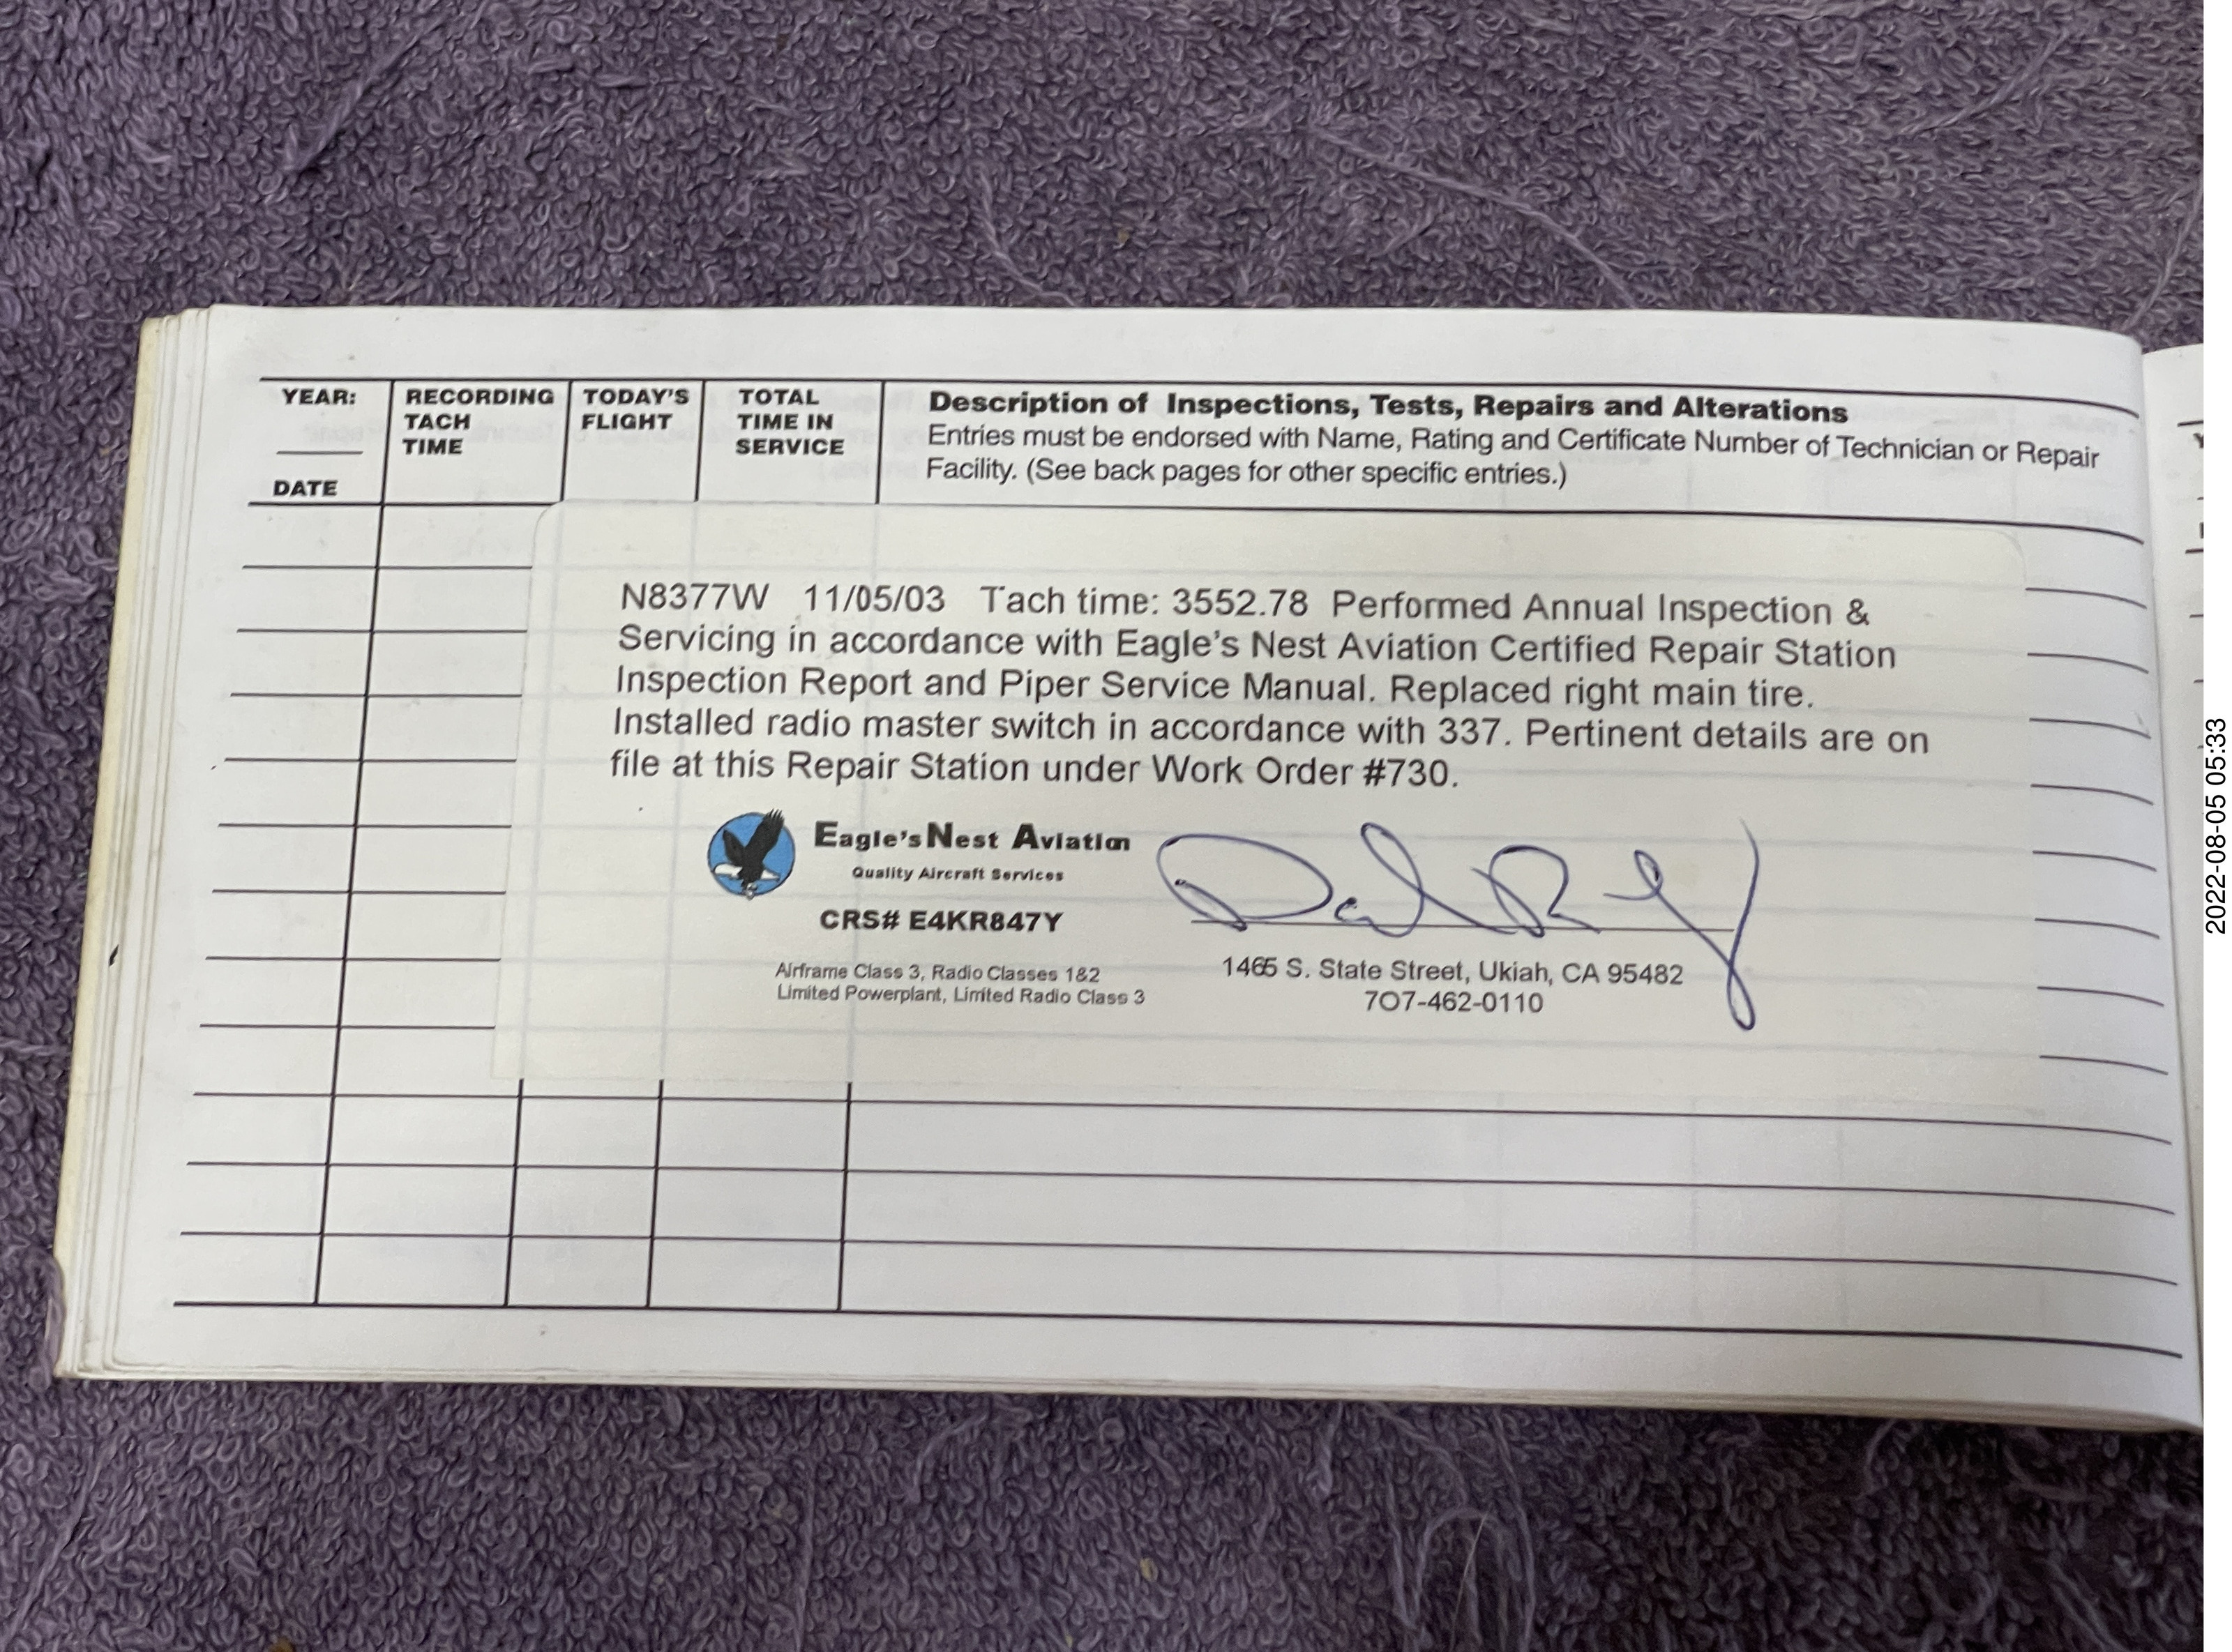 YEAR:
DATE
RECORDING
TACH
TIME
TODAY'S
FLIGHT
TOTAL
TIME IN
SERVICE
Description of Inspections, Tests, Repairs and Alterations
Entries must be endorsed with Name, Rating and Certificate Number of Technician or Repair
Facility. (See back pages for other specific entries.)
N8377W 11/05/03 Tach time: 3552.78 Performed Annual Inspection &
Servicing in accordance with Eagle's Nest Aviation Certified Repair Station
Inspection Report and Piper Service Manual. Replaced right main tire.
Installed radio master switch in accordance with 337. Pertinent details are on
file at this Repair Station under Work Order #730.
Eagle's Nest Aviation
Quality Aircraft Services
CRS# E4KR847Y
Airframe Class 3, Radio Classes 1&2
Limited Powerplant, Limited Radio Class 3
1465 S. State Street, Ukiah, CA 95482
707-462-0110
2022-08-05 05:33